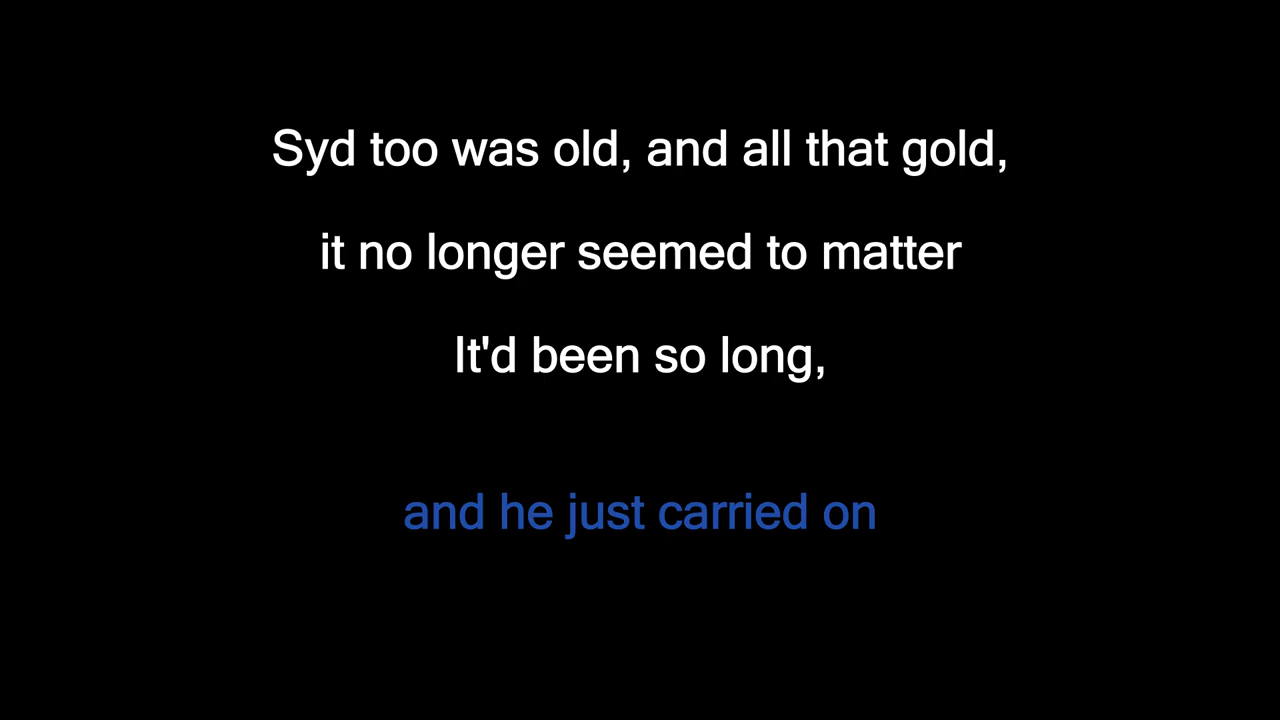 Syd too was old, and all that gold,
it no longer seemed to matter
It'd been so long,
and he just carried on